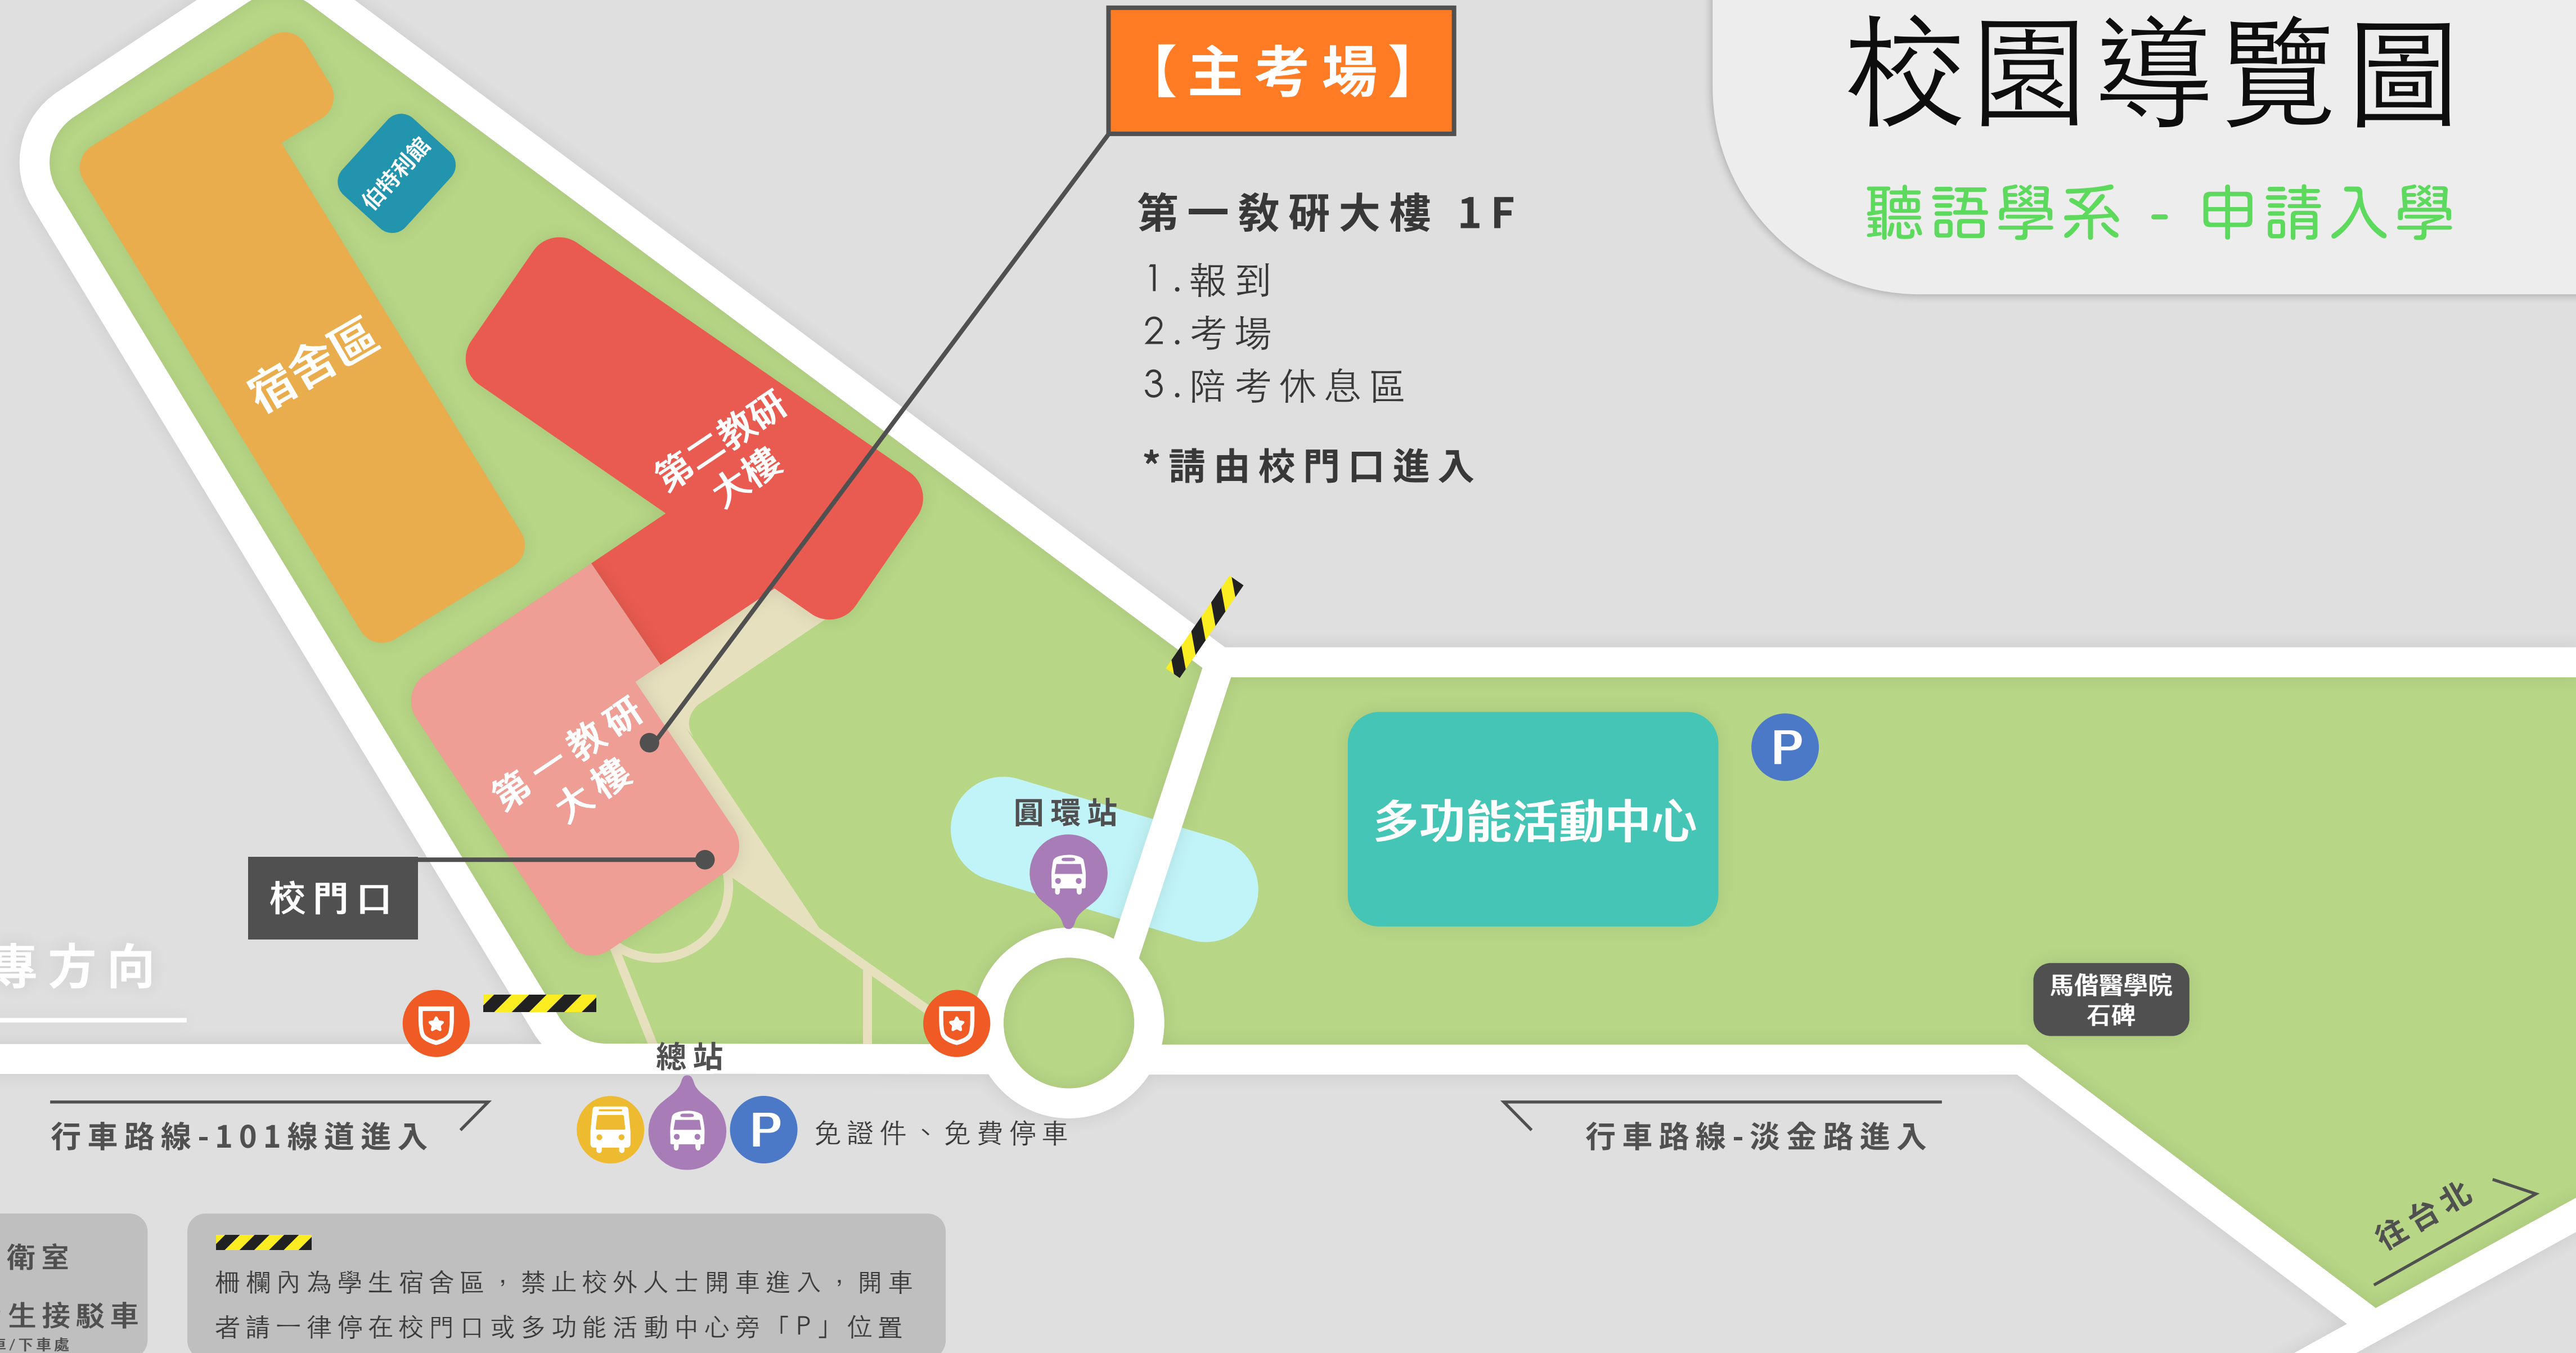 校園導覽圖
聽語學系 - 申請入學
【主考場】
第一教研大樓 1F
1.報到
2.考場
3.陪考休息區
*請由校門口進入
伯特利館
宿舍區
第二教研
大樓
第一教研
大樓
校門口
圓環站
多功能活動中心
P
馬偕醫學院
石碑
專方向
總站
P
免證件、免費停車
行車路線-101線道進入
行車路線-淡金路進入
往台北
衛室
生接駁車
車/下車處
柵欄內為學生宿舍區，禁止校外人士開車進入，開車
者請一律停在校門口或多功能活動中心旁「P」位置